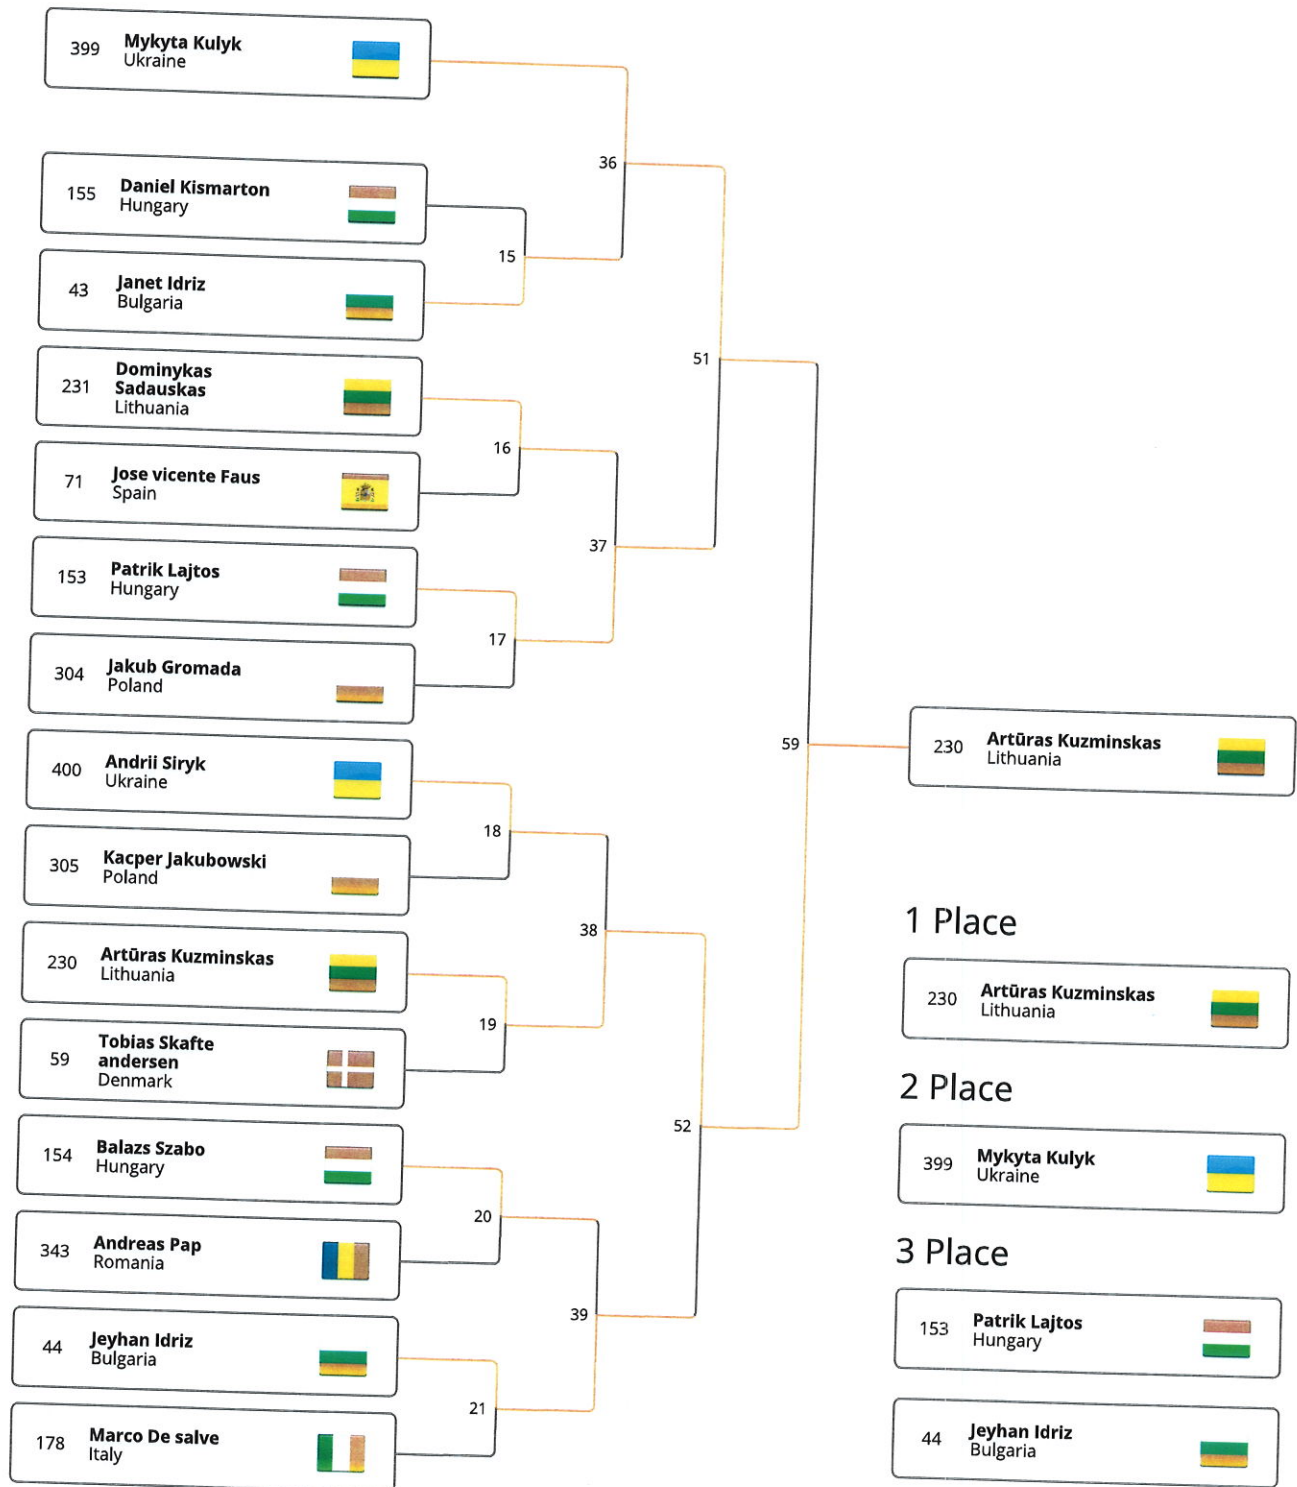 399 Mykyta Kulyk
Ukraine
36
155 Daniel Kismarton
Hungary
15
43 Janet Idriz
Bulgaria
51
231 Dominykas
Sadauskas
Lithuania
16
71 Jose vicente Faus
Spain
37
153 Patrik Lajtos
Hungary
17
304 Jakub Gromada
Poland
59
230 Artūras Kuzminskas
Lithuania
400 Andrii Siryk
Ukraine
18
305 Kacper Jakubowski
Poland
38
230 Artūras Kuzminskas
Lithuania
19
59 Tobias Skafte
andersen
Denmark
52
154 Balazs Szabo
Hungary
20
343 Andreas Pap
Romania
39
44 Jeyhan Idriz
Bulgaria
21
178 Marco De salve
Italy
1 Place
230 Artūras Kuzminskas
Lithuania
2 Place
399 Mykyta Kulyk
Ukraine
3 Place
153 Patrik Lajtos
Hungary
44 Jeyhan Idriz
Bulgaria